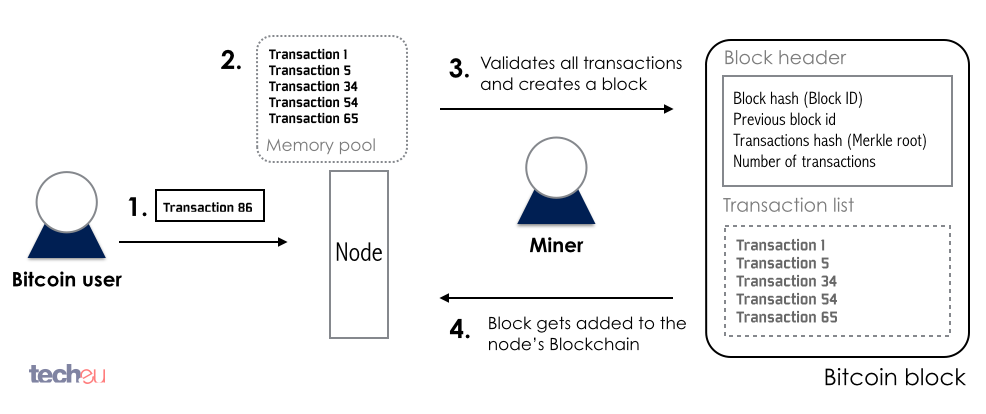 2.
Transaction 1
Transaction 5
Transaction 34
Transaction 54
Transaction 65
Memory pool
3. Validates all transactions
and creates a block
Block header
Block hash (Block ID)
Previous block id
Transactions hash (Merkle root)
Number of transactions
1. Transaction 86
Bitcoin user
Node
Miner
Transaction list
Transaction 1
Transaction 5
Transaction 34
Transaction 54
Transaction 65
4. Block gets added to the
node's Blockchain
Bitcoin block
techeu